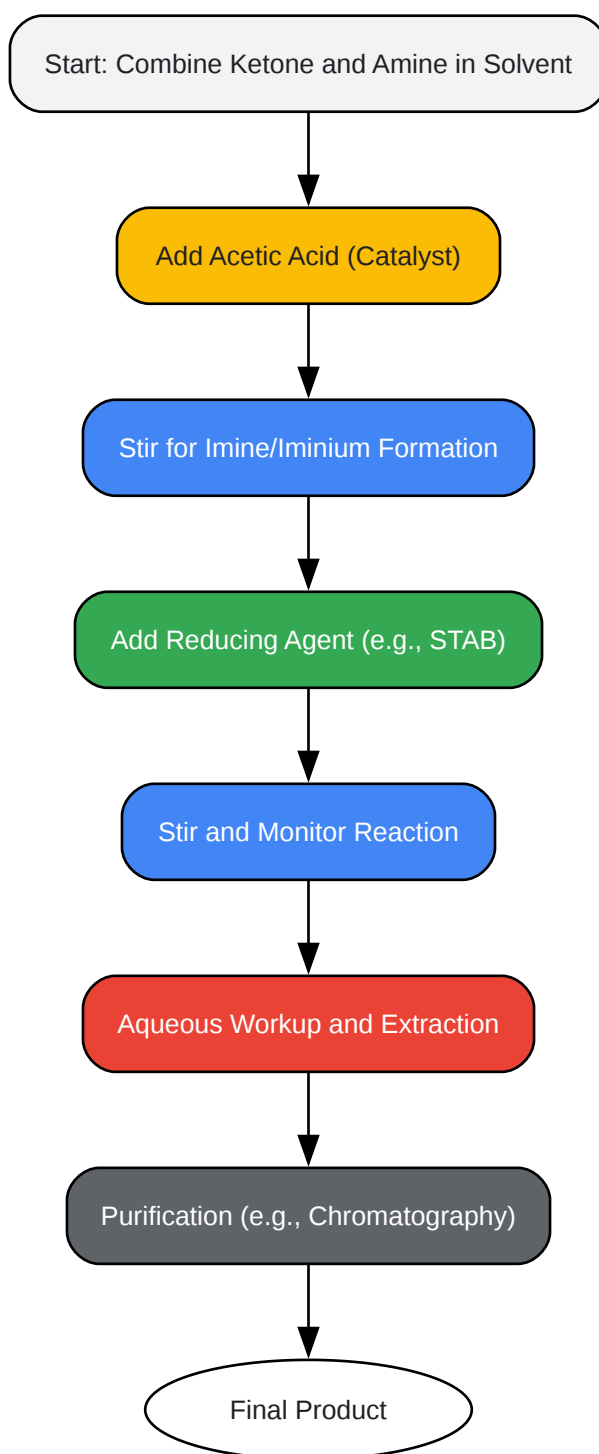 Start: Combine Ketone and Amine in Solvent
Add Acetic Acid (Catalyst)
Stir for Imine/Iminium Formation
Add Reducing Agent (e.g., STAB)
Stir and Monitor Reaction
Aqueous Workup and Extraction
Purification (e.g., Chromatography)
Final Product